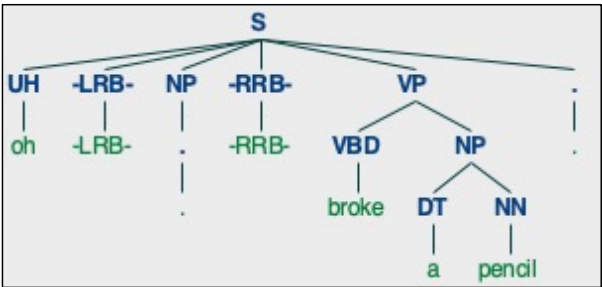 S
UH -LRB- NP -RRB- VP .
oh -LRB- . -RRB- VBD NP .
. broke DT NN
a pencil